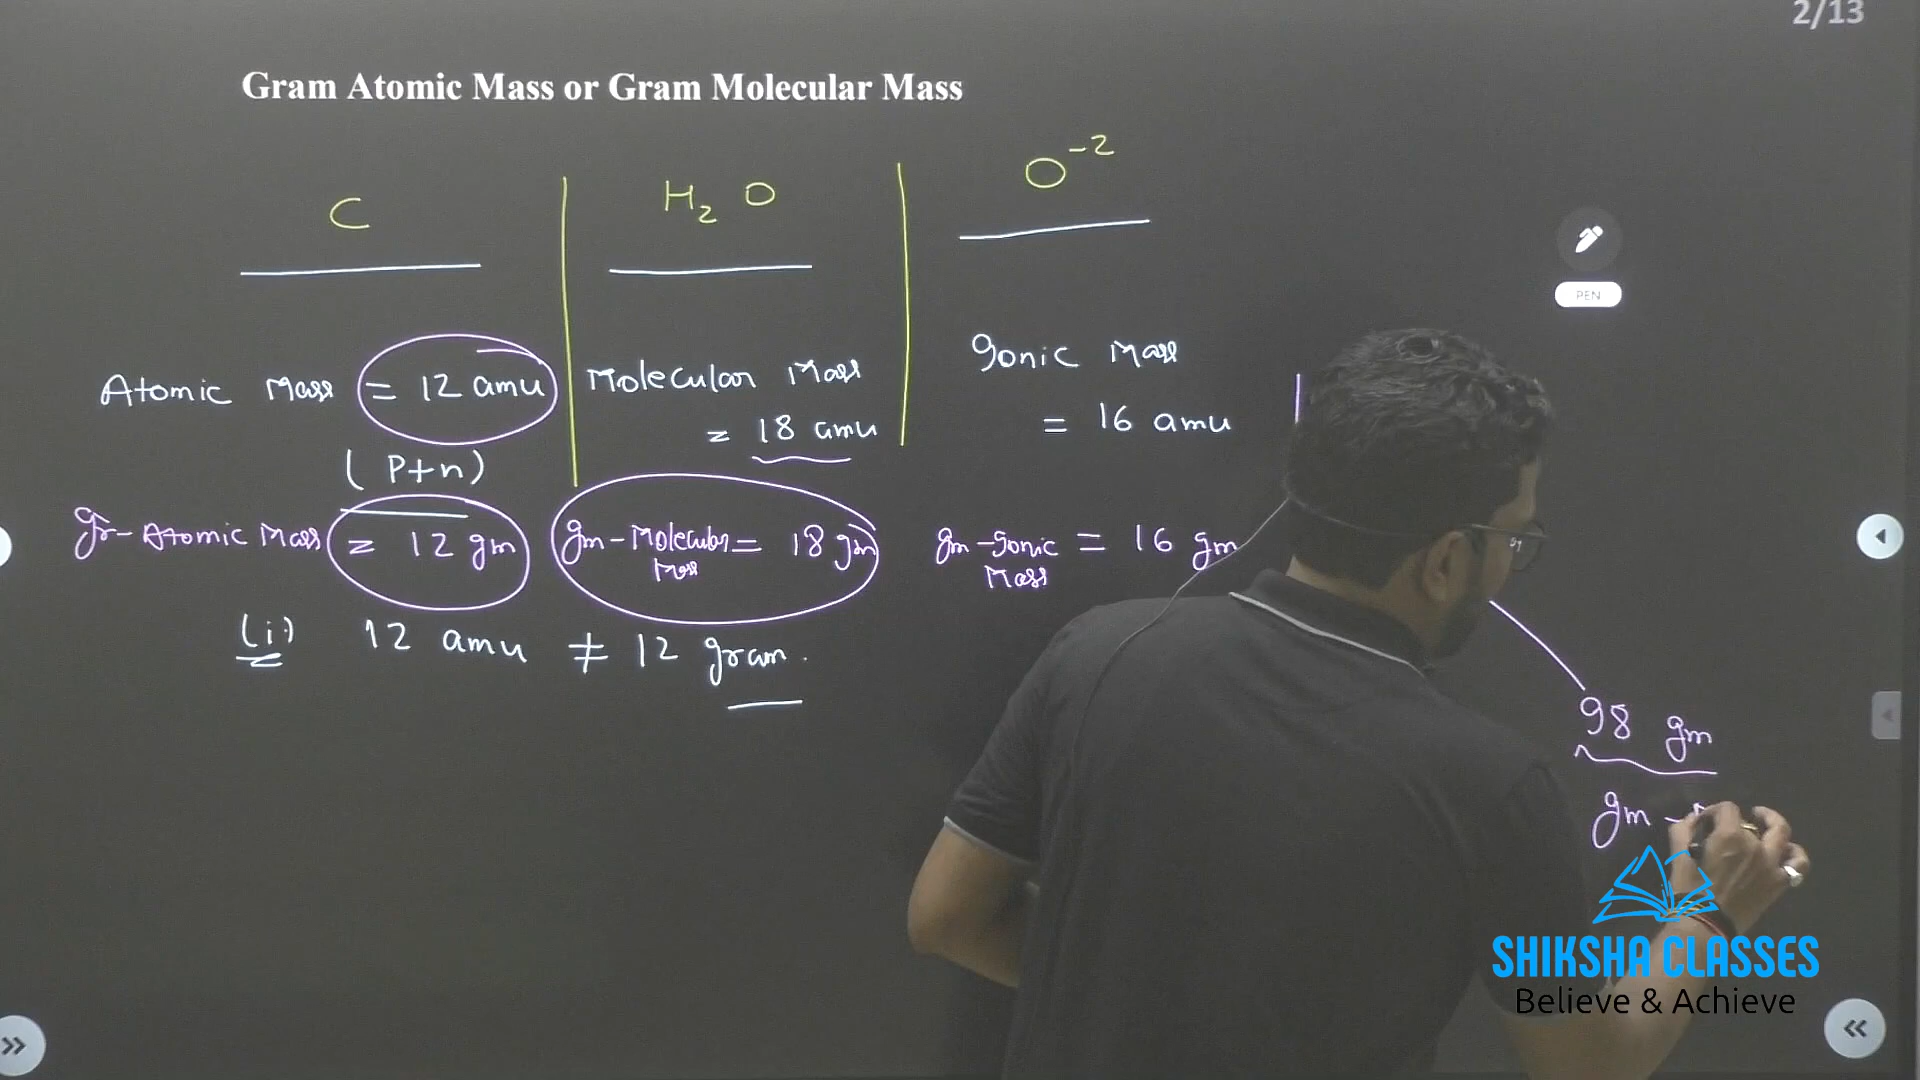 2/13
Gram Atomic Mass or Gram Molecular Mass
C
H₂O
O⁻²
PEN
Atomic Mass = 12 amu
(P+n)
Molecular Mass
= 18 amu
Ionic Mass
= 16 amu
gr-Atomic Mass = 12 gm
gm-Molecular Mass = 18 gm
gm-Ionic Mass = 16 gm
(i) 12 amu ≠ 12 gram.
98 gm
gm -
SHIKSHA CLASSES
Believe & Achieve